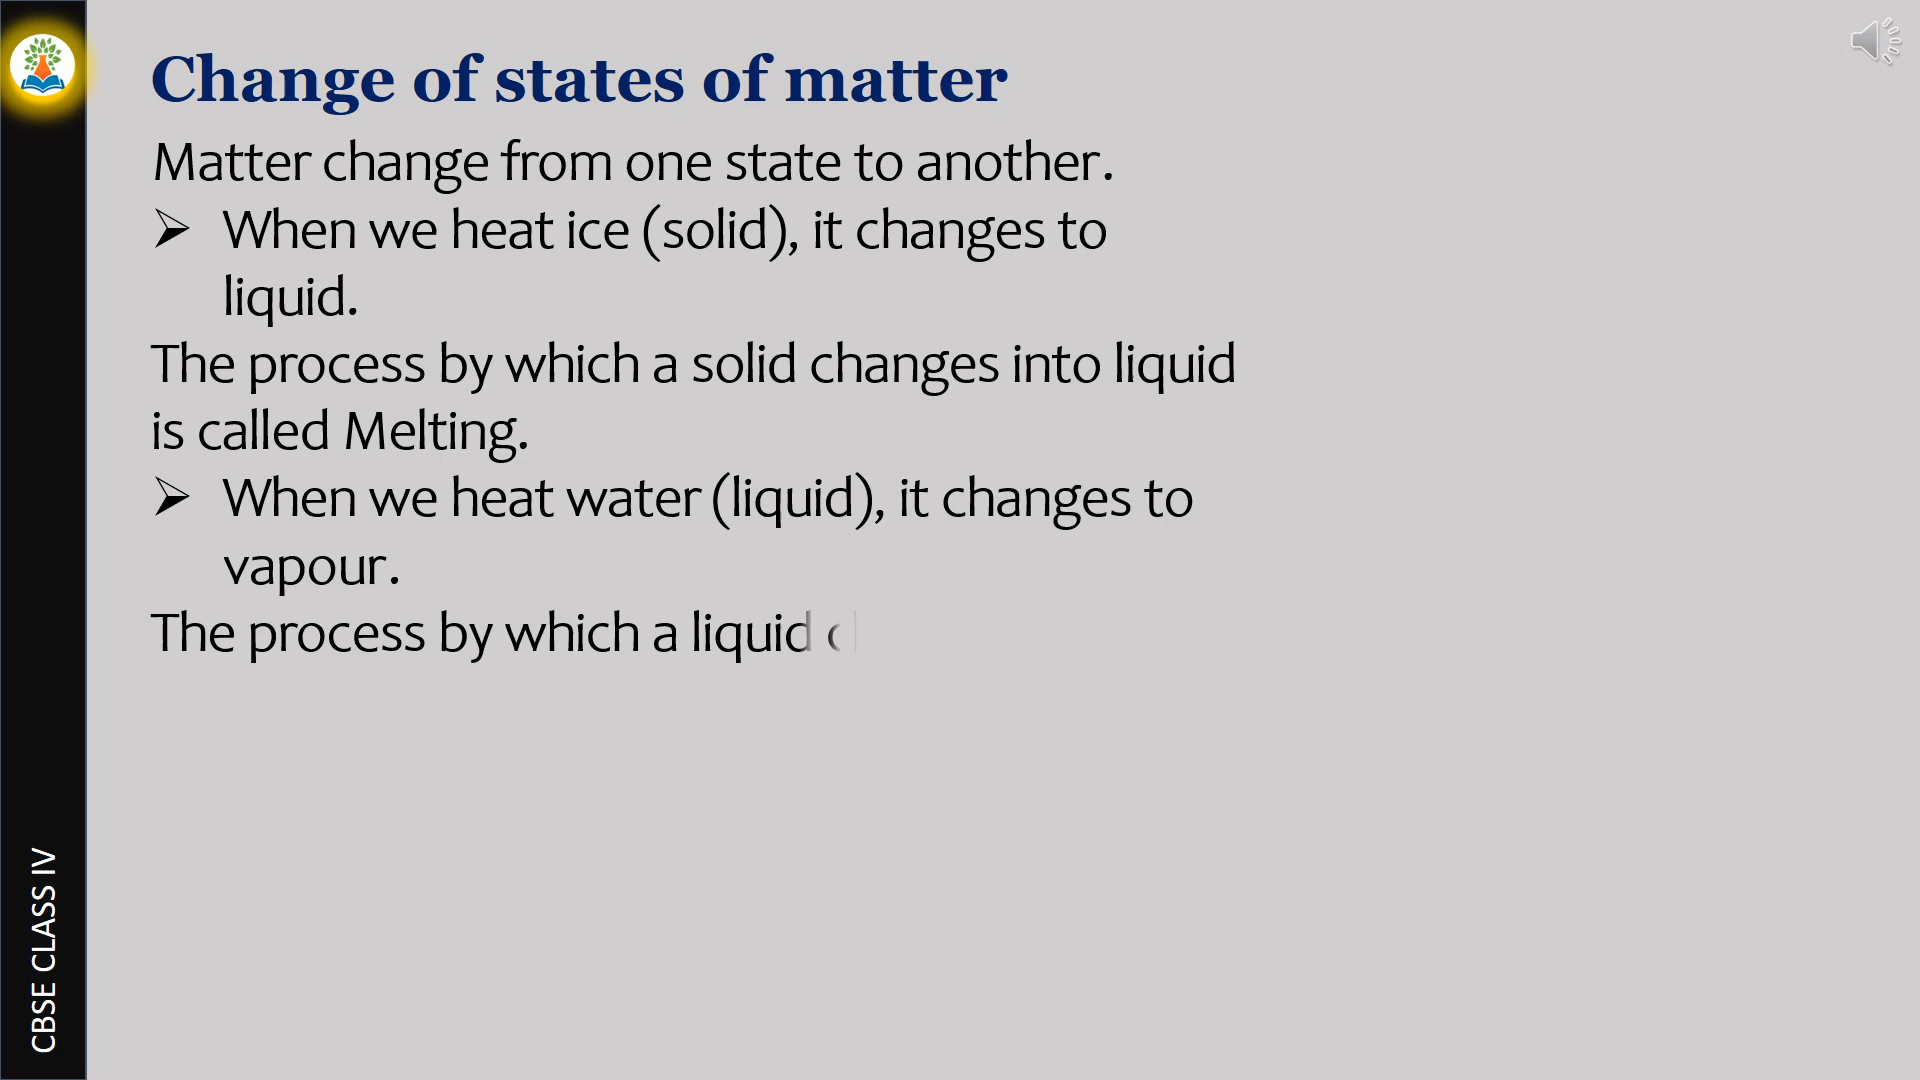 Change of states of matter
Matter change from one state to another.
➢ When we heat ice (solid), it changes to
liquid.
The process by which a solid changes into liquid
is called Melting.
➢ When we heat water (liquid), it changes to
vapour.
The process by which a liquid
CBSE CLASS IV